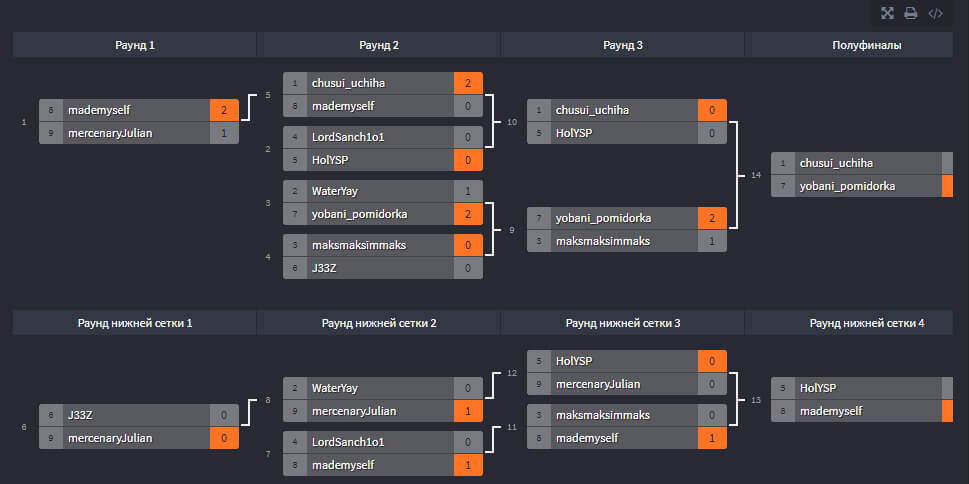 Раунд 1
Раунд 2
Раунд 3
Полуфиналы
1
8 mademyself 2
9 mercenaryJulian 1
5
1 chusui_uchiha 2
8 mademyself 0
2
4 LordSanch1o1 0
5 HolYSP 0
3
2 WaterYay 1
7 yobani_pomidorka 2
4
3 maksmaksimmaks 0
6 J33Z 0
10
1 chusui_uchiha 0
5 HolYSP 0
9
7 yobani_pomidorka 2
3 maksmaksimmaks 1
14
1 chusui_uchiha
7 yobani_pomidorka
Раунд нижней сетки 1
Раунд нижней сетки 2
Раунд нижней сетки 3
Раунд нижней сетки 4
6
6 J33Z 0
9 mercenaryJulian 0
8
2 WaterYay 0
9 mercenaryJulian 1
7
4 LordSanch1o1 0
8 mademyself 1
12
5 HolYSP 0
9 mercenaryJulian 0
11
3 maksmaksimmaks 0
8 mademyself 1
13
5 HolYSP
8 mademyself